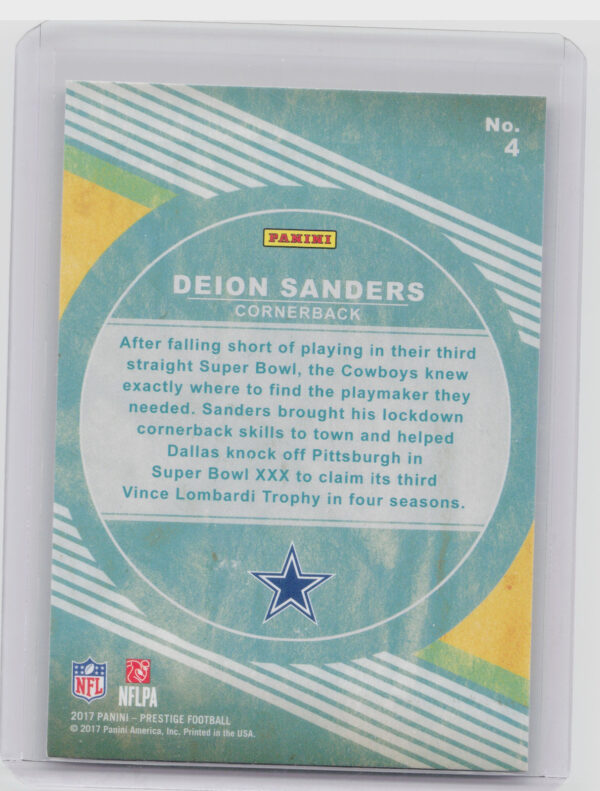 No.
4
PANINI
DEION SANDERS
CORNERBACK
After falling short of playing in their third
straight Super Bowl, the Cowboys knew
exactly where to find the playmaker they
needed. Sanders brought his lockdown
cornerback skills to town and helped
Dallas knock off Pittsburgh in
Super Bowl XXX to claim its third
Vince Lombardi Trophy in four seasons.
NFL
NFLPA
2017 PANINI – PRESTIGE FOOTBALL
© 2017 Panini America, Inc. Printed in the USA.